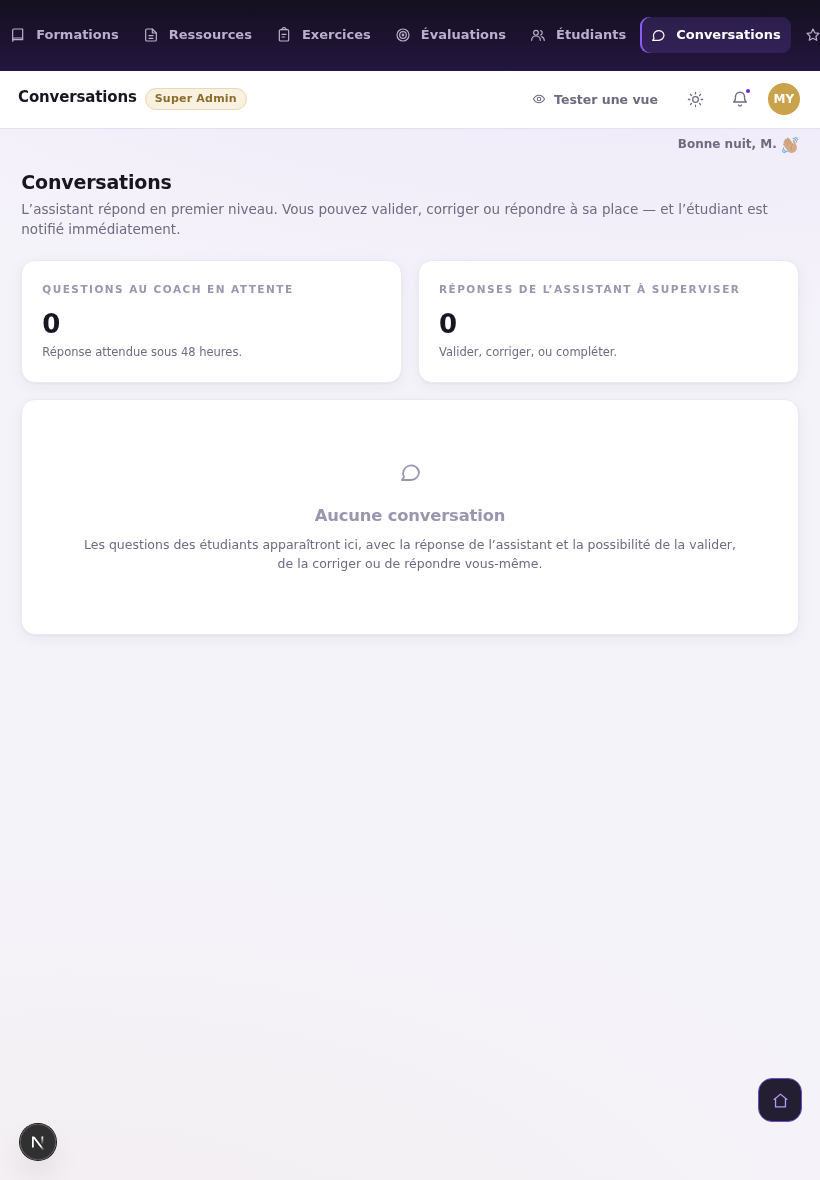 Formations
Ressources
Exercices
Évaluations
Étudiants
Conversations
Conversations
Super Admin
Tester une vue
MY
Bonne nuit, M. 👋🏽
Conversations
L’assistant répond en premier niveau. Vous pouvez valider, corriger ou répondre à sa place — et l’étudiant est
notifié immédiatement.
QUESTIONS AU COACH EN ATTENTE
0
Réponse attendue sous 48 heures.
RÉPONSES DE L’ASSISTANT À SUPERVISER
0
Valider, corriger, ou compléter.
Aucune conversation
Les questions des étudiants apparaîtront ici, avec la réponse de l’assistant et la possibilité de la valider,
de la corriger ou de répondre vous-même.
N